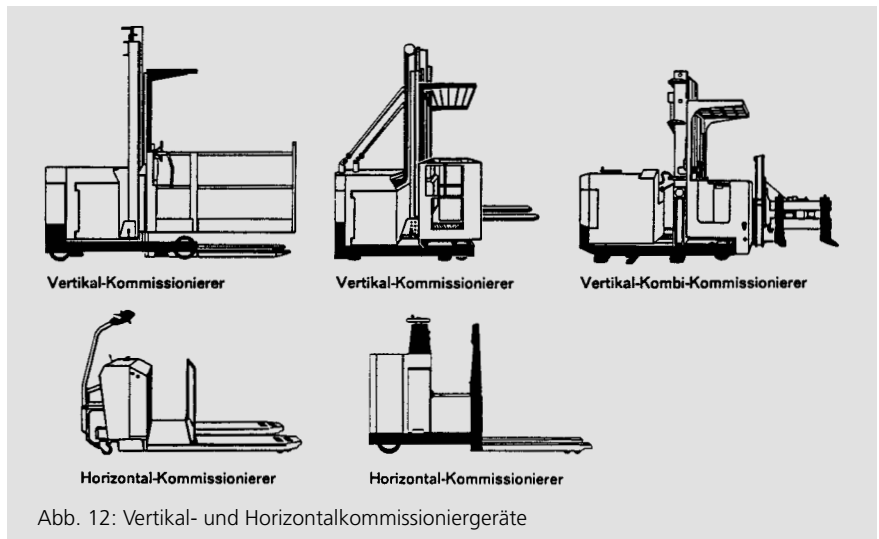 Vertikal-Kommissionierer
Vertikal-Kommissionierer
Vertikal-Kombi-Kommissionierer
Horizontal-Kommissionierer
Horizontal-Kommissionierer
Abb. 12: Vertikal- und Horizontalkommissioniergeräte